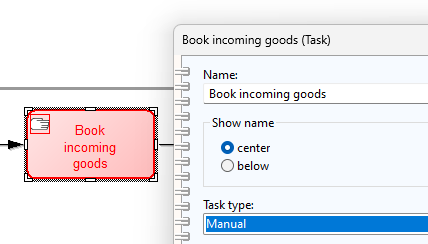 Book incoming goods (Task)
Name:
Book incoming goods
Show name
center
below
Task type:
Manual
Book
incoming
goods